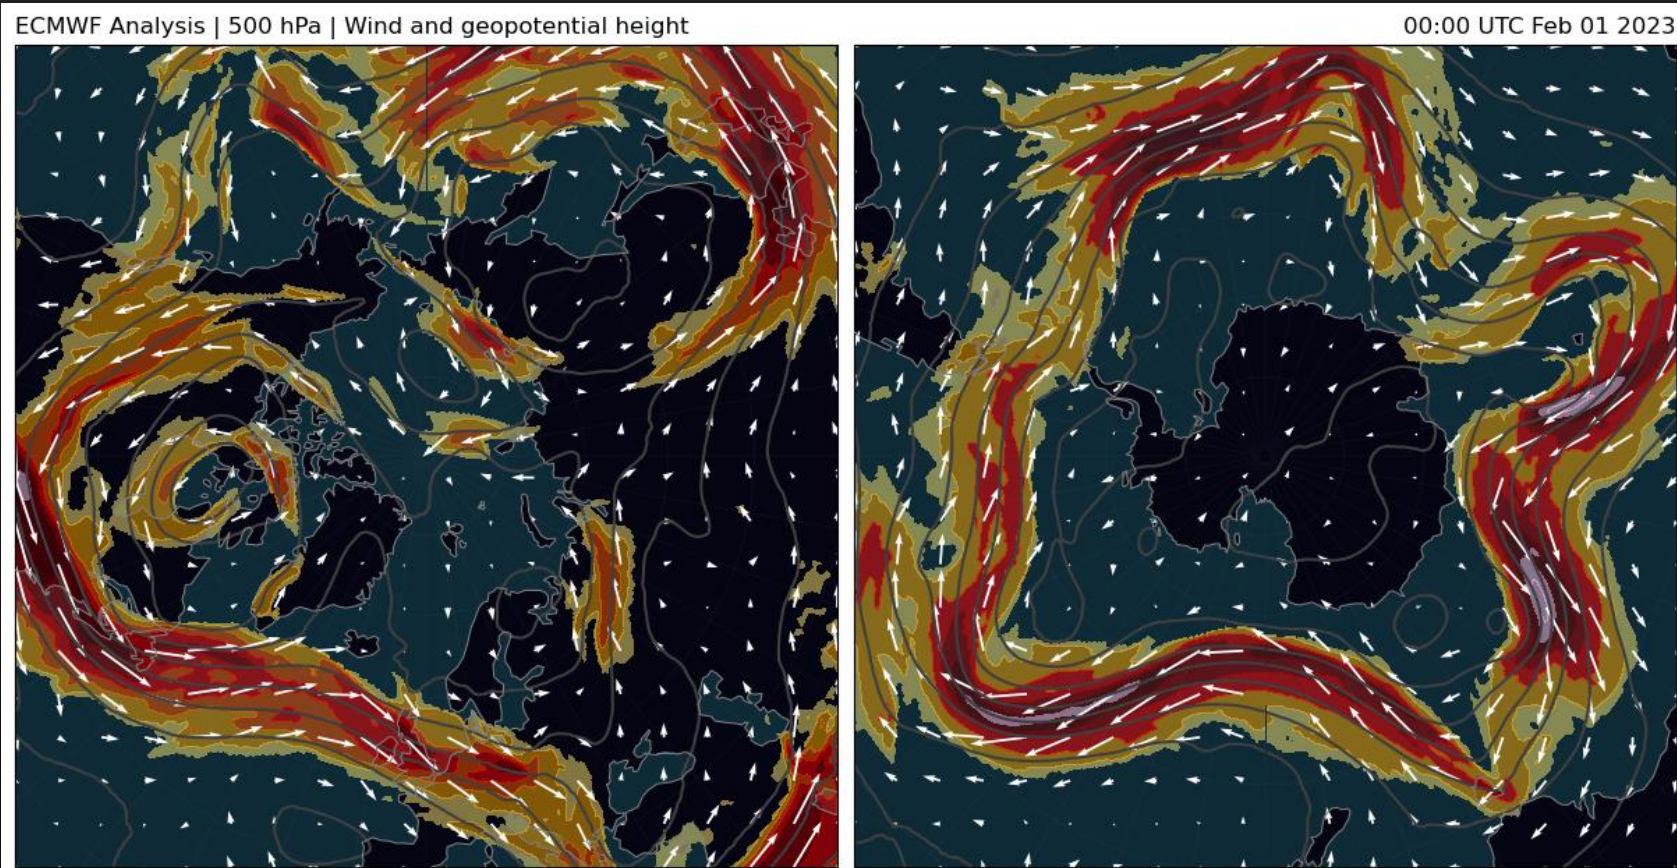 ECMWF Analysis | 500 hPa | Wind and geopotential height
00:00 UTC Feb 01 2023